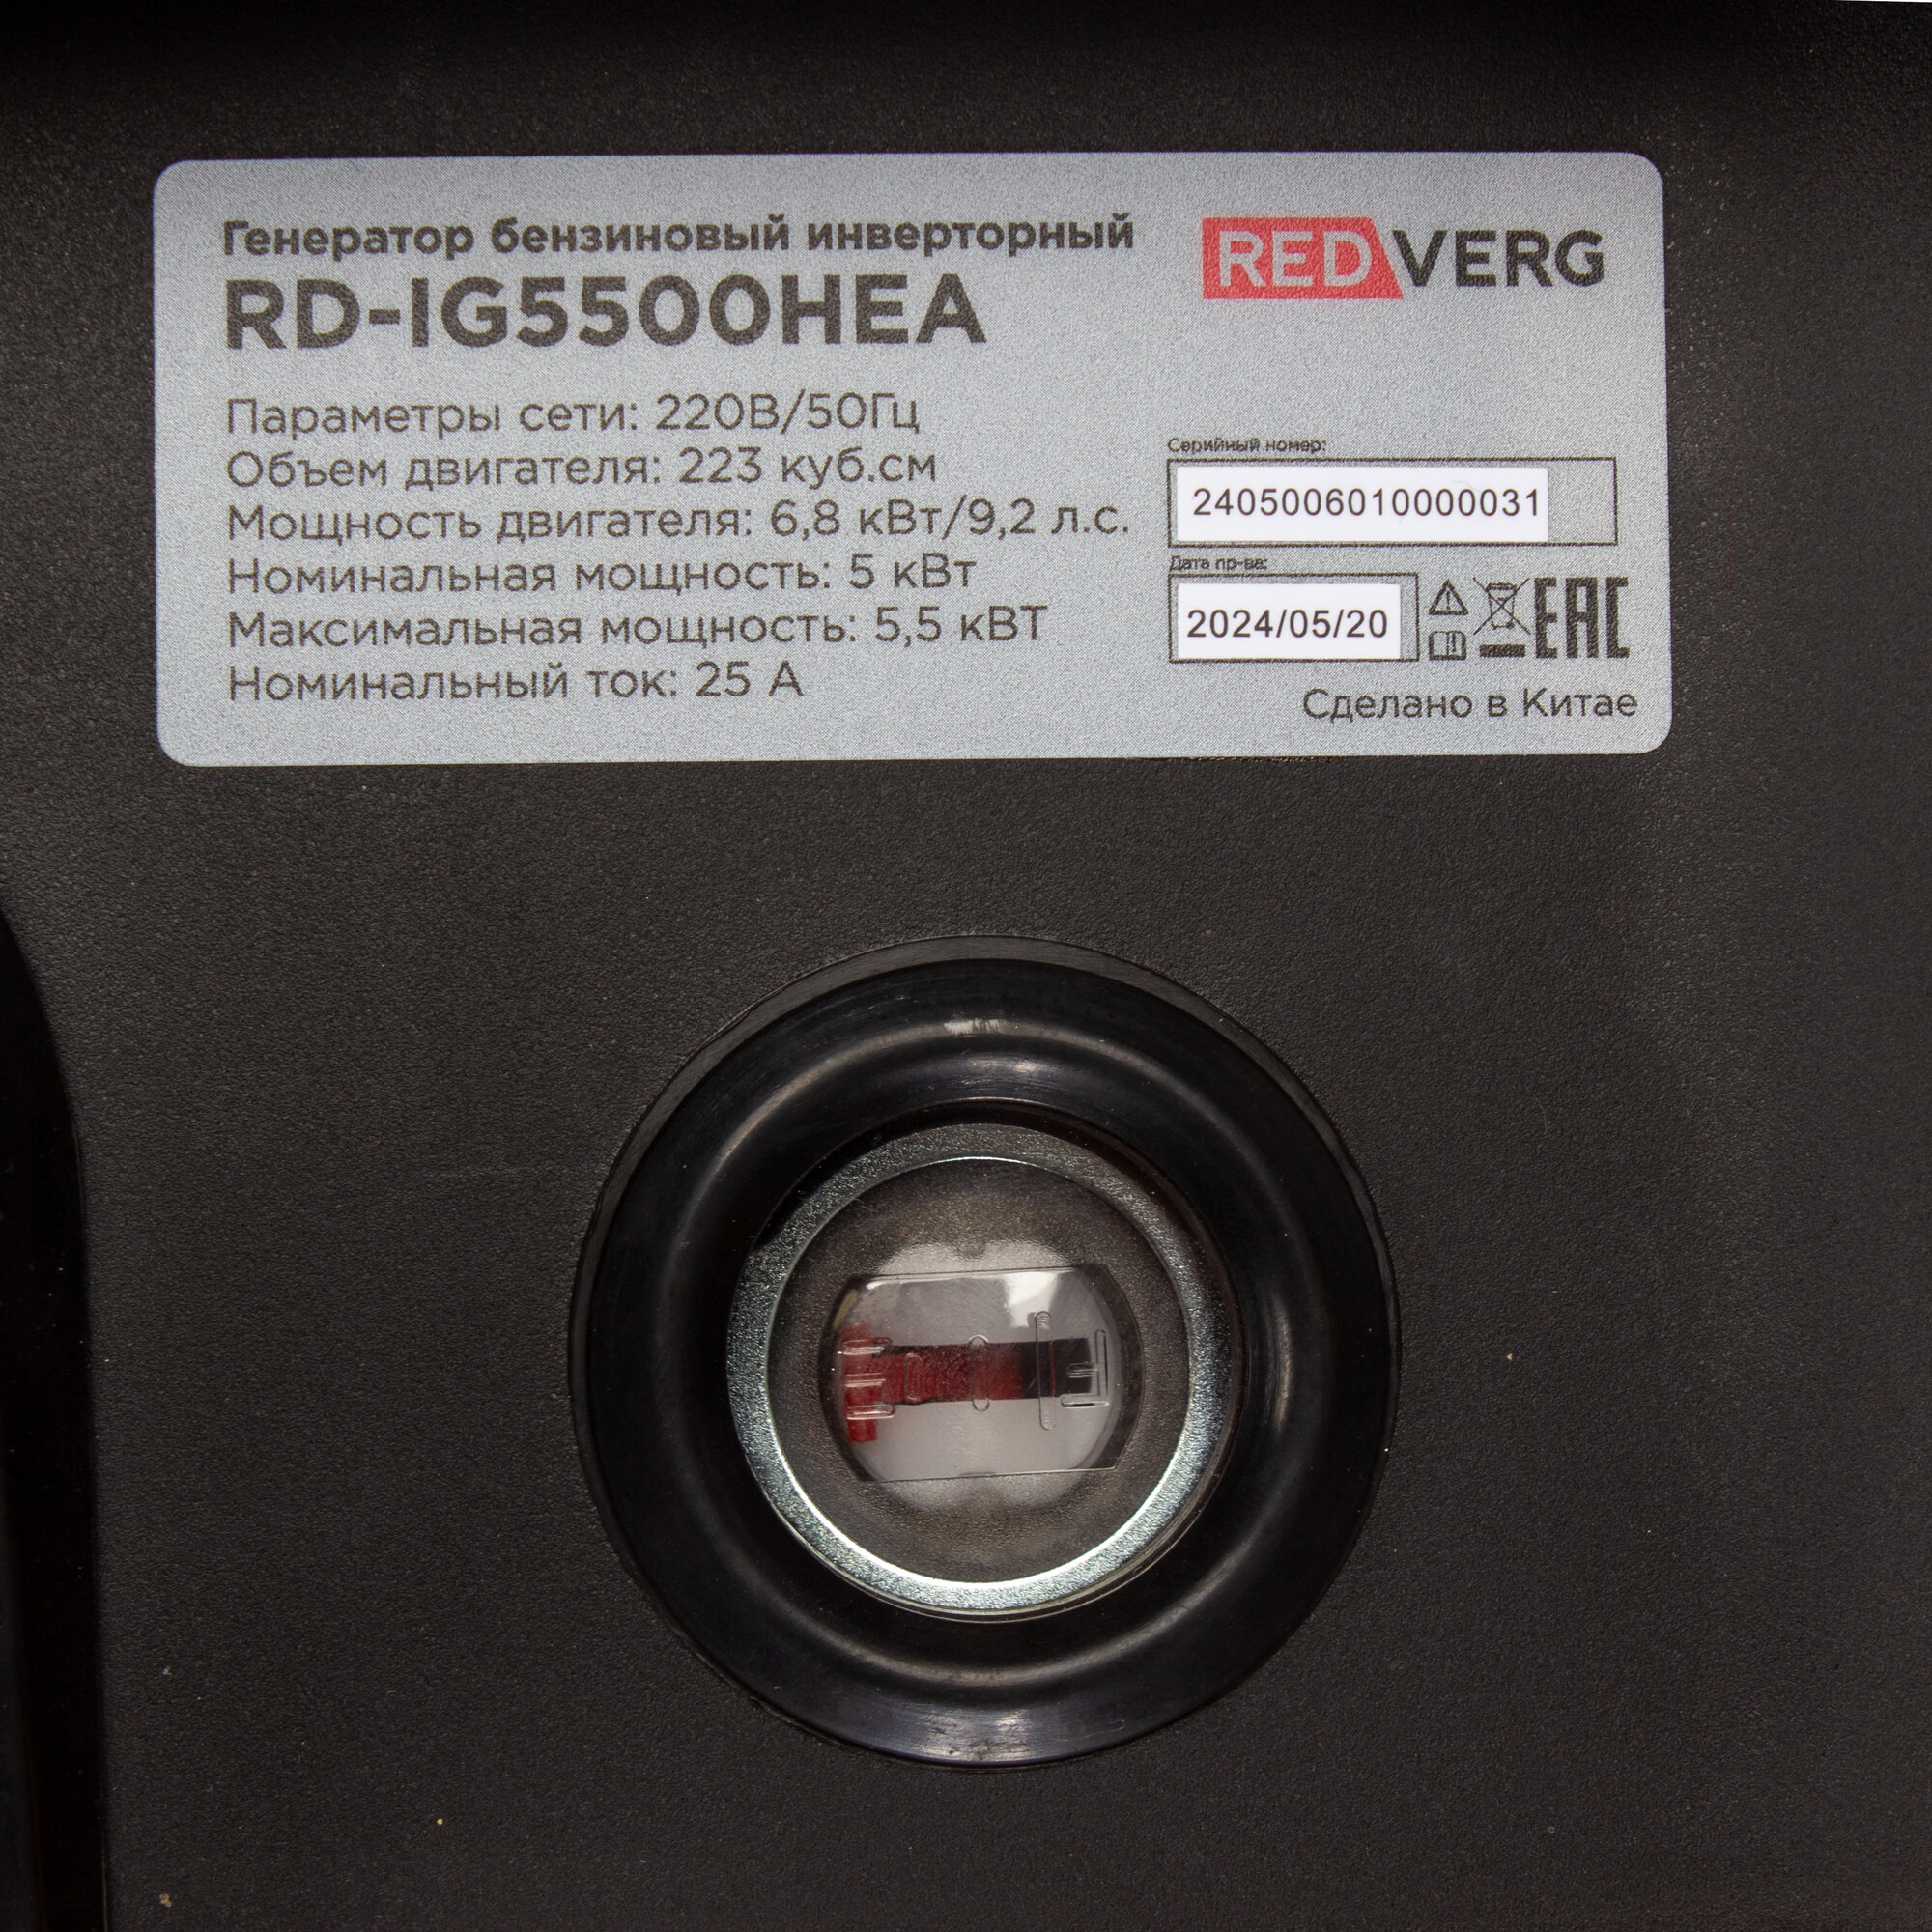 Генератор бензиновый инверторный
RD-IG5500HEA
REDVERG
Параметры сети: 220В/50Гц
Объем двигателя: 223 куб.см
Мощность двигателя: 6,8 кВт/9,2 л.с.
Номинальная мощность: 5 кВт
Максимальная мощность: 5,5 кВТ
Номинальный ток: 25 А
Серийный номер:
2405006010000031
Дата пр-ва:
2024/05/20
EAC
Сделано в Китае